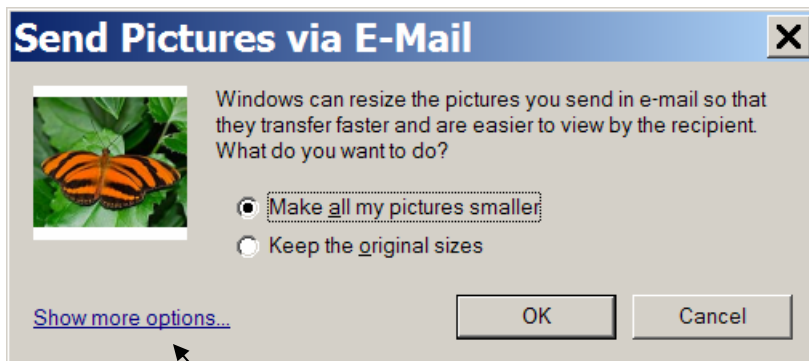 Send Pictures via E-Mail
Windows can resize the pictures you send in e-mail so that
they transfer faster and are easier to view by the recipient.
What do you want to do?
Make all my pictures smaller
Keep the original sizes
Show more options...
OK
Cancel